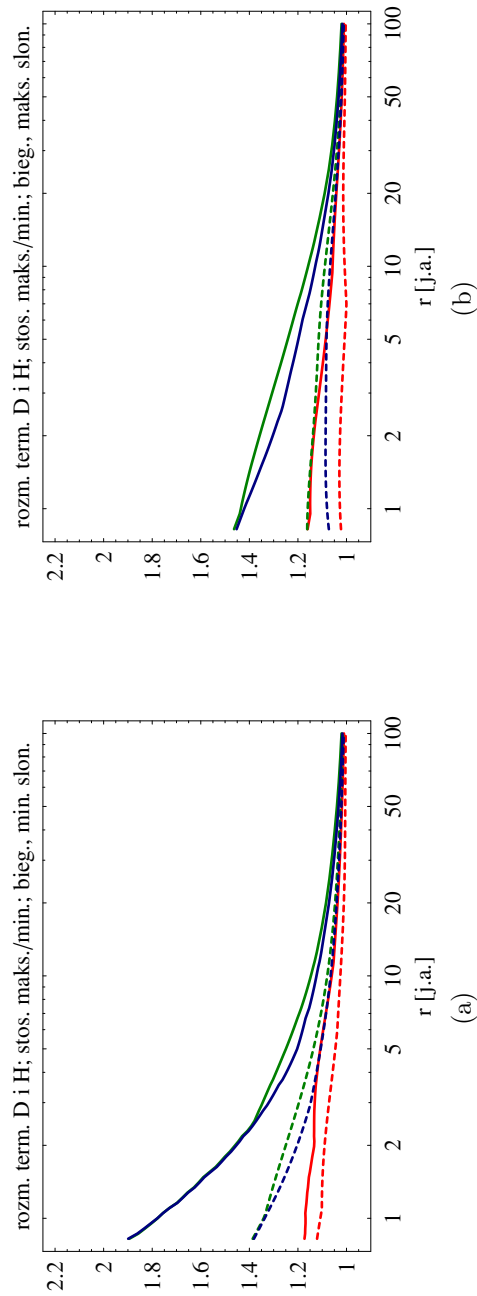 rozm. term. D i H; stos. maks./min.; bieg., min. slon.
2.2
2
1.8
1.6
1.4
1.2
1
1 2 5 10 20 50 100
r [j.a.]
(a)
rozm. term. D i H; stos. maks./min.; bieg., maks. slon.
2.2
2
1.8
1.6
1.4
1.2
1
1 2 5 10 20 50 100
r [j.a.]
(b)